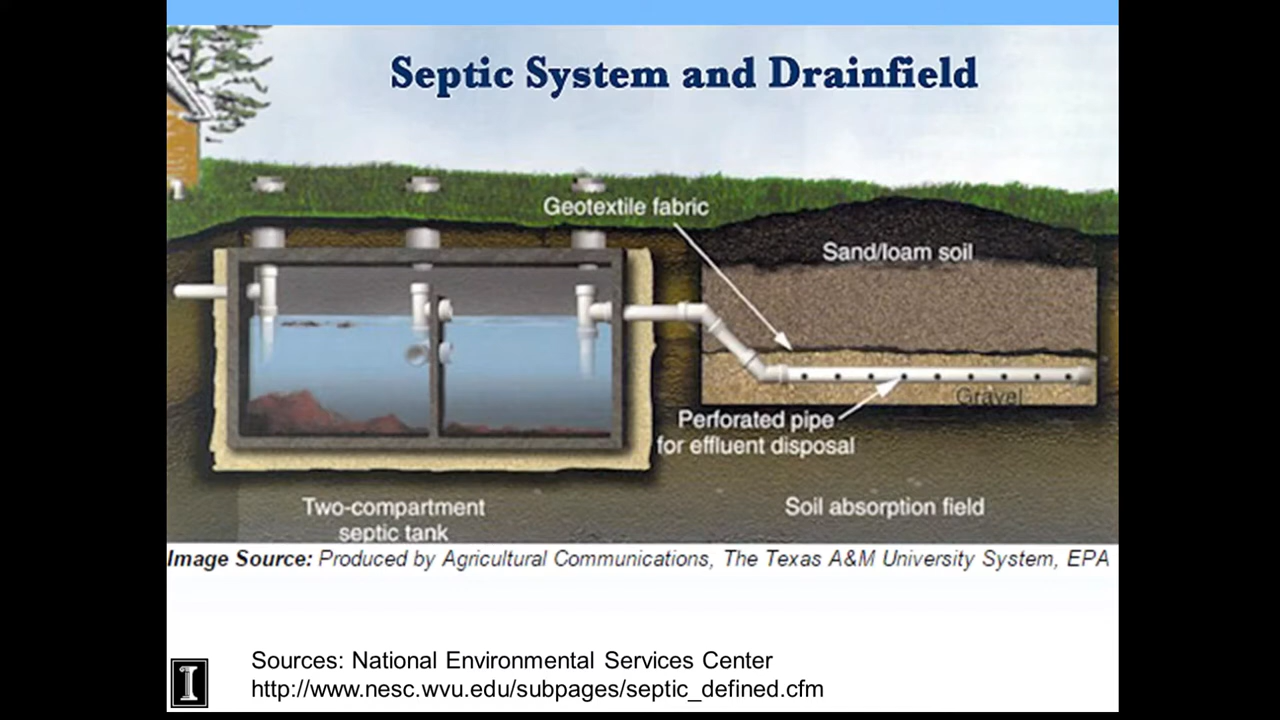 Septic System and Drainfield
Geotextile fabric
Sand/loam soil
Gravel
Perforated pipe
for effluent disposal
Two-compartment
septic tank
Soil absorption field
Image Source: Produced by Agricultural Communications, The Texas A&M University System, EPA
Sources: National Environmental Services Center
http://www.nesc.wvu.edu/subpages/septic_defined.cfm
I